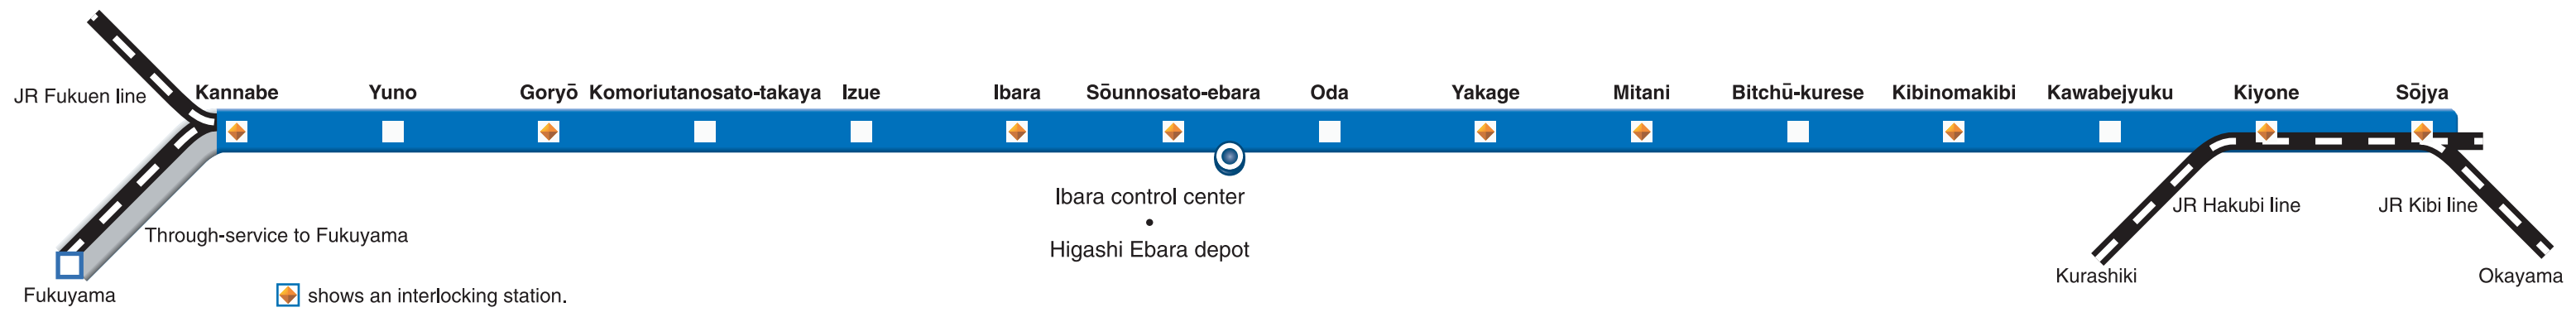 JR Fukuen line
Kannabe
Yuno
Goryō
Komoriutanosato-takaya
Izue
Ibara
Sōunnosato-ebara
Oda
Yakage
Mitani
Bitchū-kurese
Kibinomakibi
Kawabejyuku
Kiyone
Sōjya
Ibara control center
•
Higashi Ebara depot
JR Hakubi line
JR Kibi line
Through-service to Fukuyama
Kurashiki
Okayama
Fukuyama
shows an interlocking station.